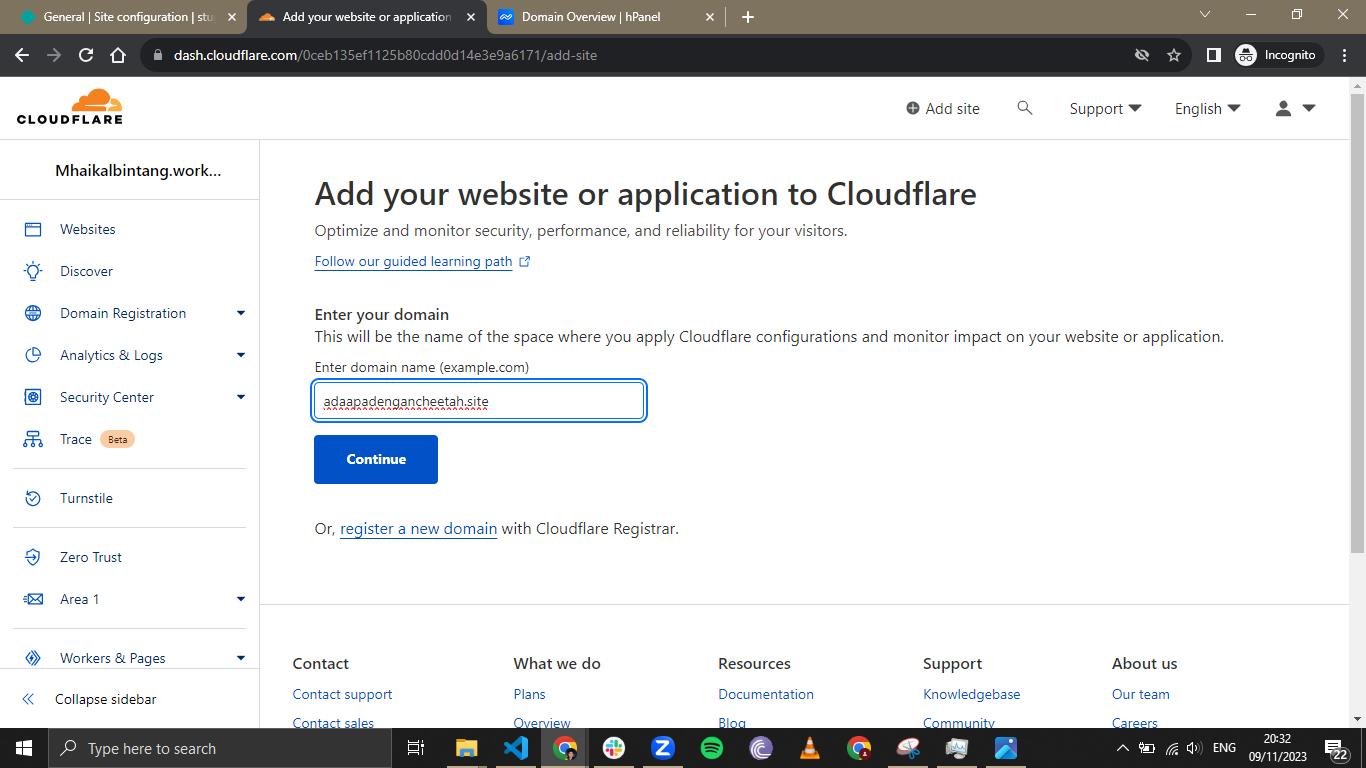 General | Site configuration | stu
Add your website or application
Domain Overview | hPanel
dash.cloudflare.com/0ceb135ef1125b80cdd0d14e3e9a6171/add-site
Incognito
CLOUDFLARE
Add site
Support
English
Mhaikalbintang.work...
Websites
Discover
Domain Registration
Analytics & Logs
Security Center
Trace Beta
Turnstile
Zero Trust
Area 1
Workers & Pages
Collapse sidebar
Add your website or application to Cloudflare
Optimize and monitor security, performance, and reliability for your visitors.
Follow our guided learning path
Enter your domain
This will be the name of the space where you apply Cloudflare configurations and monitor impact on your website or application.
Enter domain name (example.com)
adaapadengancheetah.site
Continue
Or, register a new domain with Cloudflare Registrar.
Contact
Contact support
Contact sales
What we do
Plans
Overview
Resources
Documentation
Blog
Support
Knowledgebase
Community
About us
Our team
Careers
Type here to search
ENG
20:32
09/11/2023
22